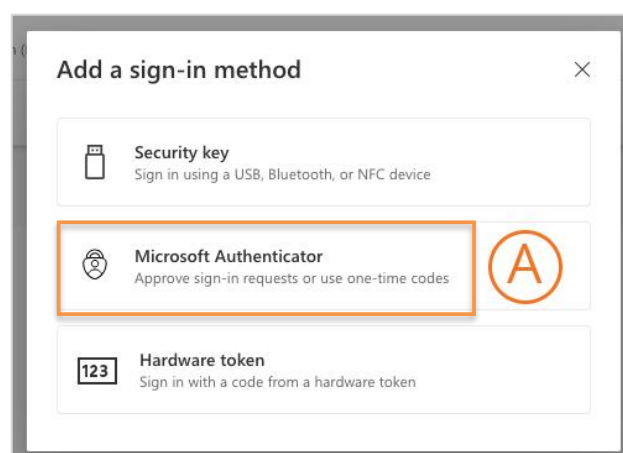 Add a sign-in method
Security key
Sign in using a USB, Bluetooth, or NFC device
Microsoft Authenticator
Approve sign-in requests or use one-time codes
A
123
Hardware token
Sign in with a code from a hardware token